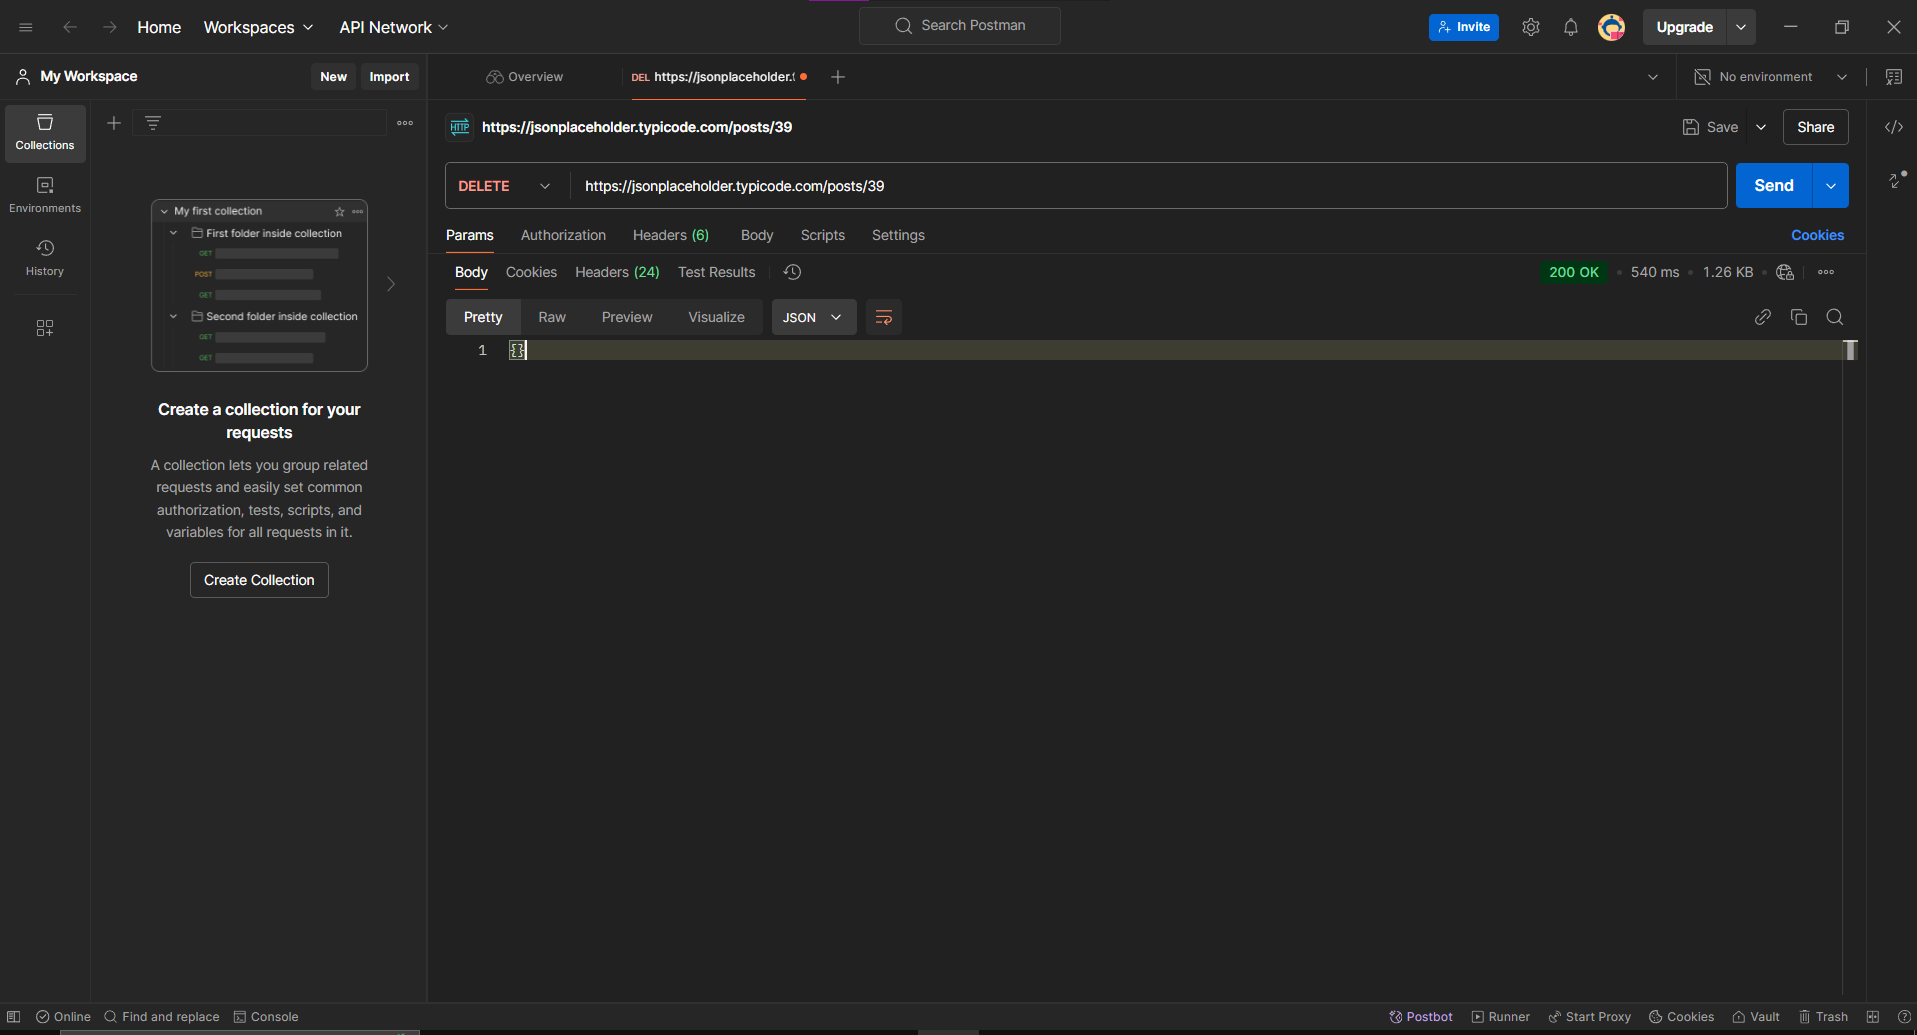 Home Workspaces API Network Search Postman Invite Upgrade
My Workspace New Import Overview DEL https://jsonplaceholder.t No environment
Collections
Environments
History
My first collection
First folder inside collection
GET
POST
GET
Second folder inside collection
GET
GET
Create a collection for your
requests
A collection lets you group related
requests and easily set common
authorization, tests, scripts, and
variables for all requests in it.
Create Collection
HTTP https://jsonplaceholder.typicode.com/posts/39 Save Share
DELETE https://jsonplaceholder.typicode.com/posts/39 Send
Params Authorization Headers (6) Body Scripts Settings Cookies
Body Cookies Headers (24) Test Results 200 OK 540 ms 1.26 KB
Pretty Raw Preview Visualize JSON
1 {}
Online Find and replace Console Postbot Runner Start Proxy Cookies Vault Trash